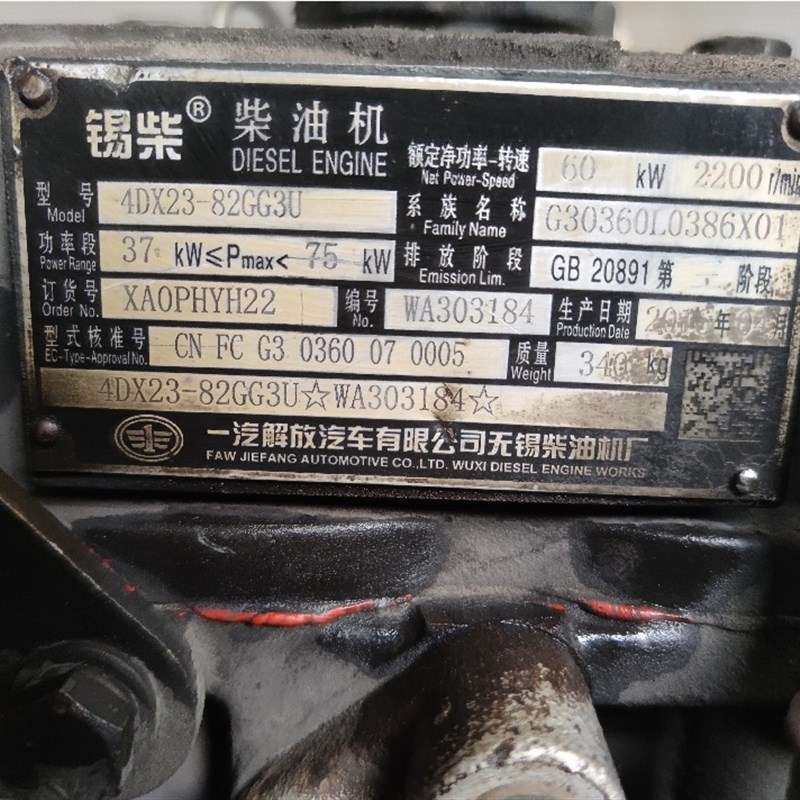 锡柴® 柴油机
DIESEL ENGINE
额定净功率-转速 60 kW 2200 r/min
Net Power-Speed
型号 4DX23-82GG3U
Model
系族名称 G30360L0386X01
Family Name
功率段 37 kW≤Pmax< 75 kW
Power Range
排放阶段 GB 20891 第 阶段
Emission Lim.
订货号 XA0PHYH22
Order No.
编号 WA303184
No.
生产日期 年 月
Production Date
型式核准号 CN FC G3 0360 07 0005
EC-Type-Approval No.
质量 340 kg
Weight
4DX23-82GG3U☆WA303184☆
一汽解放汽车有限公司无锡柴油机厂
FAW JIEFANG AUTOMOTIVE CO.,LTD. WUXI DIESEL ENGINE WORKS